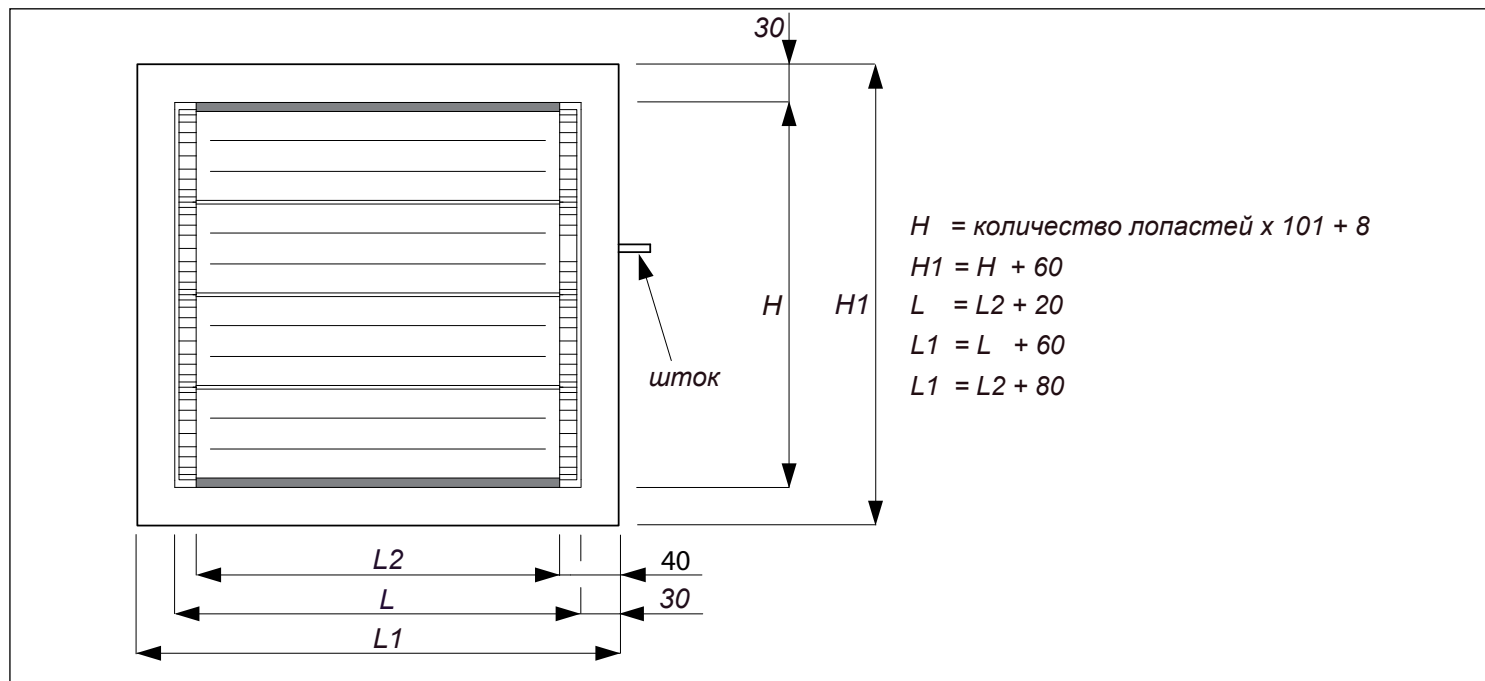 30
H = количество лопастей x 101 + 8
H1 = H + 60
H
H1
L = L2 + 20
L1 = L + 60
шток
L1 = L2 + 80
L2
40
L
30
L1